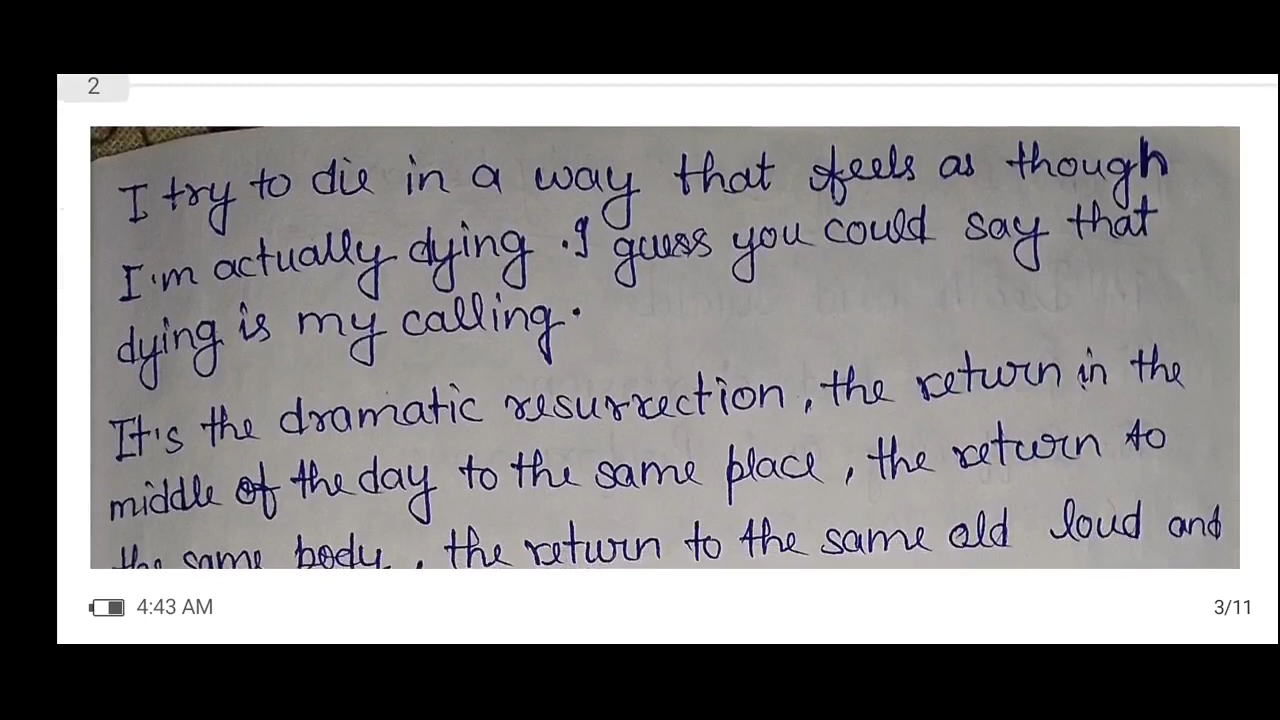 2
I try to die in a way that feels as though
I'm actually dying. I guess you could say that
dying is my calling.
It's the dramatic resurrection, the return in the
middle of the day to the same place, the return to
the same body, the return to the same old loud and
4:43 AM
3/11